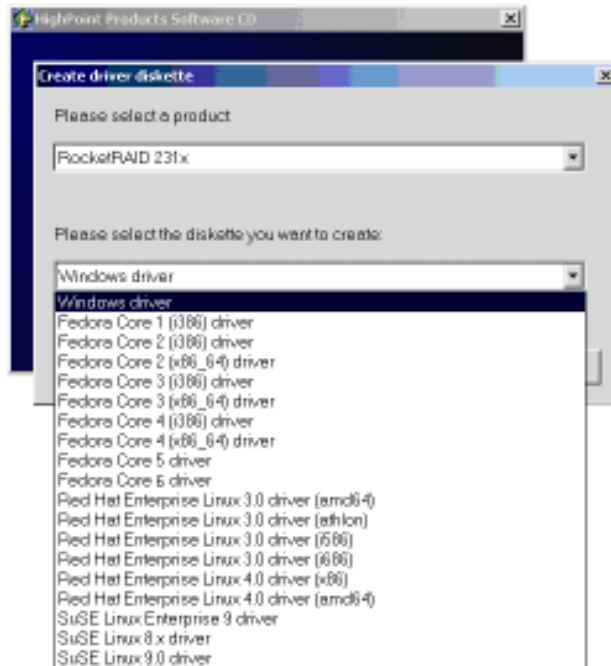 HighPoint Products Software CD
Create driver diskette
Please select a product
RocketRAID 231x
Please select the diskette you want to create:
Windows driver
Windows driver
Fedora Core 1 (i386) driver
Fedora Core 2 (i386) driver
Fedora Core 2 (x86_64) driver
Fedora Core 3 (i386) driver
Fedora Core 3 (x86_64) driver
Fedora Core 4 (i386) driver
Fedora Core 4 (x86_64) driver
Fedora Core 5 driver
Fedora Core 6 driver
Red Hat Enterprise Linux 3.0 driver (amd64)
Red Hat Enterprise Linux 3.0 driver (athlon)
Red Hat Enterprise Linux 3.0 driver (i586)
Red Hat Enterprise Linux 3.0 driver (i686)
Red Hat Enterprise Linux 4.0 driver (x86)
Red Hat Enterprise Linux 4.0 driver (amd64)
SuSE Linux Enterprise 9 driver
SuSE Linux 8.x driver
SuSE Linux 9.0 driver